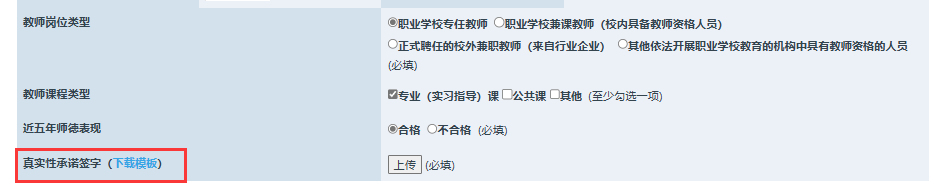 教师岗位类型
职业学校专任教师 职业学校兼课教师（校内具备教师资格人员）
正式聘任的校外兼职教师（来自行业企业） 其他依法开展职业学校教育的机构中具有教师资格的人员
(必填)
教师课程类型
专业（实习指导）课 公共课 其他 (至少勾选一项)
近五年师德表现
合格 不合格 (必填)
真实性承诺签字（下载模板）
上传 (必填)